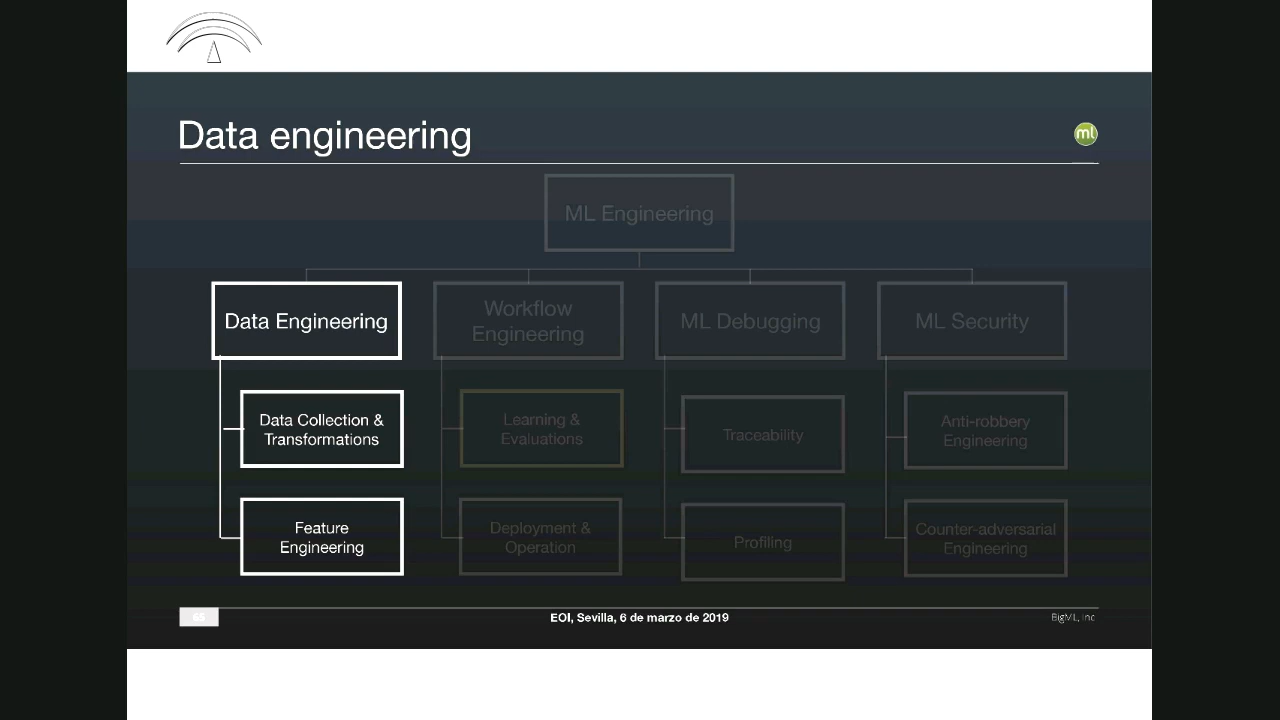 Data engineering
ml
ML Engineering
Data Engineering
Workflow
Engineering
ML Debugging
ML Security
Data Collection &
Transformations
Learning &
Evaluations
Traceability
Anti-robbery
Engineering
Feature
Engineering
Deployment &
Operation
Profiling
Counter-adversarial
Engineering
EOI, Sevilla, 6 de marzo de 2019
BigML, Inc